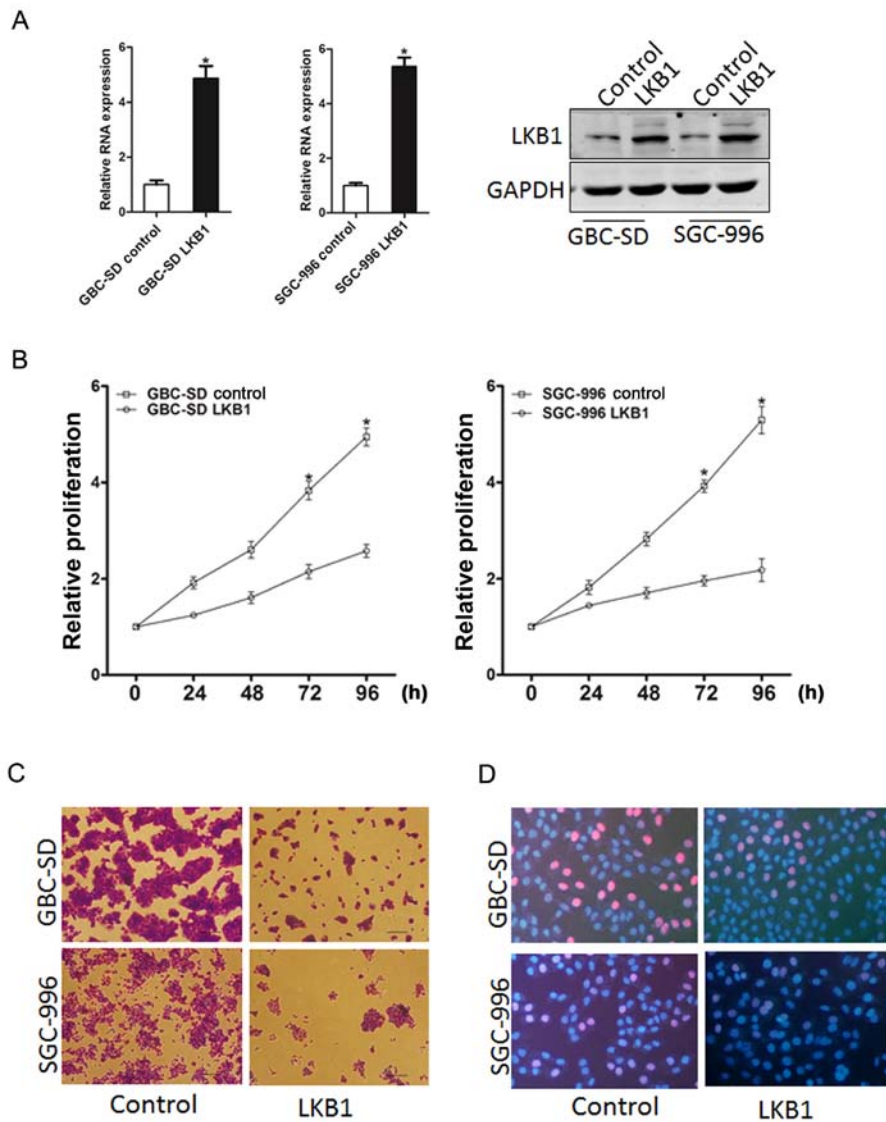 A
Relative RNA expression
6
4
2
0
*
GBC-SD control
GBC-SD LKB1
Relative RNA expression
6
4
2
0
*
SGC-996 control
SGC-996 LKB1
Control
LKB1
Control
LKB1
LKB1
GAPDH
GBC-SD
SGC-996
B
Relative proliferation
6
4
2
0
GBC-SD control
GBC-SD LKB1
*
*
0 24 48 72 96 (h)
Relative proliferation
6
4
2
0
SGC-996 control
SGC-996 LKB1
*
*
0 24 48 72 96 (h)
C
GBC-SD
SGC-996
Control
LKB1
D
GBC-SD
SGC-996
Control
LKB1